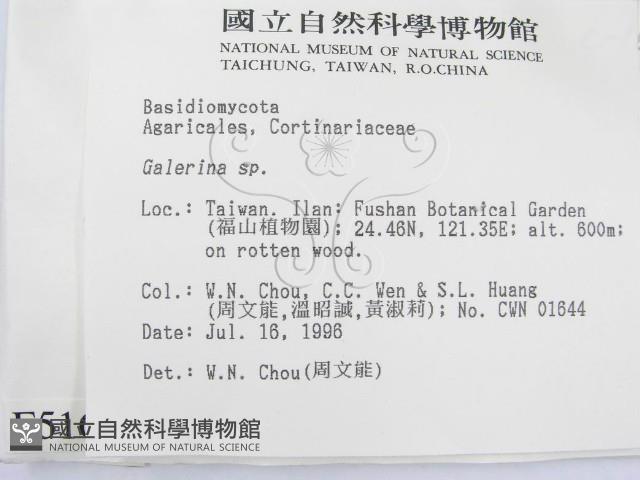 國立自然科學博物館
NATIONAL MUSEUM OF NATURAL SCIENCE
TAICHUNG, TAIWAN, R.O.CHINA
Basidiomycota
Agaricales, Cortinariaceae
Galerina sp.
Loc.: Taiwan. Ilan: Fushan Botanical Garden
(福山植物園); 24.46N, 121.35E; alt. 600m;
on rotten wood.
Col.: W.N. Chou, C.C. Wen & S.L. Huang
(周文能,溫昭誠,黃淑莉); No. CWN 01644
Date: Jul. 16, 1996
Det.: W.N. Chou(周文能)
國立自然科學博物館
NATIONAL MUSEUM OF NATURAL SCIENCE